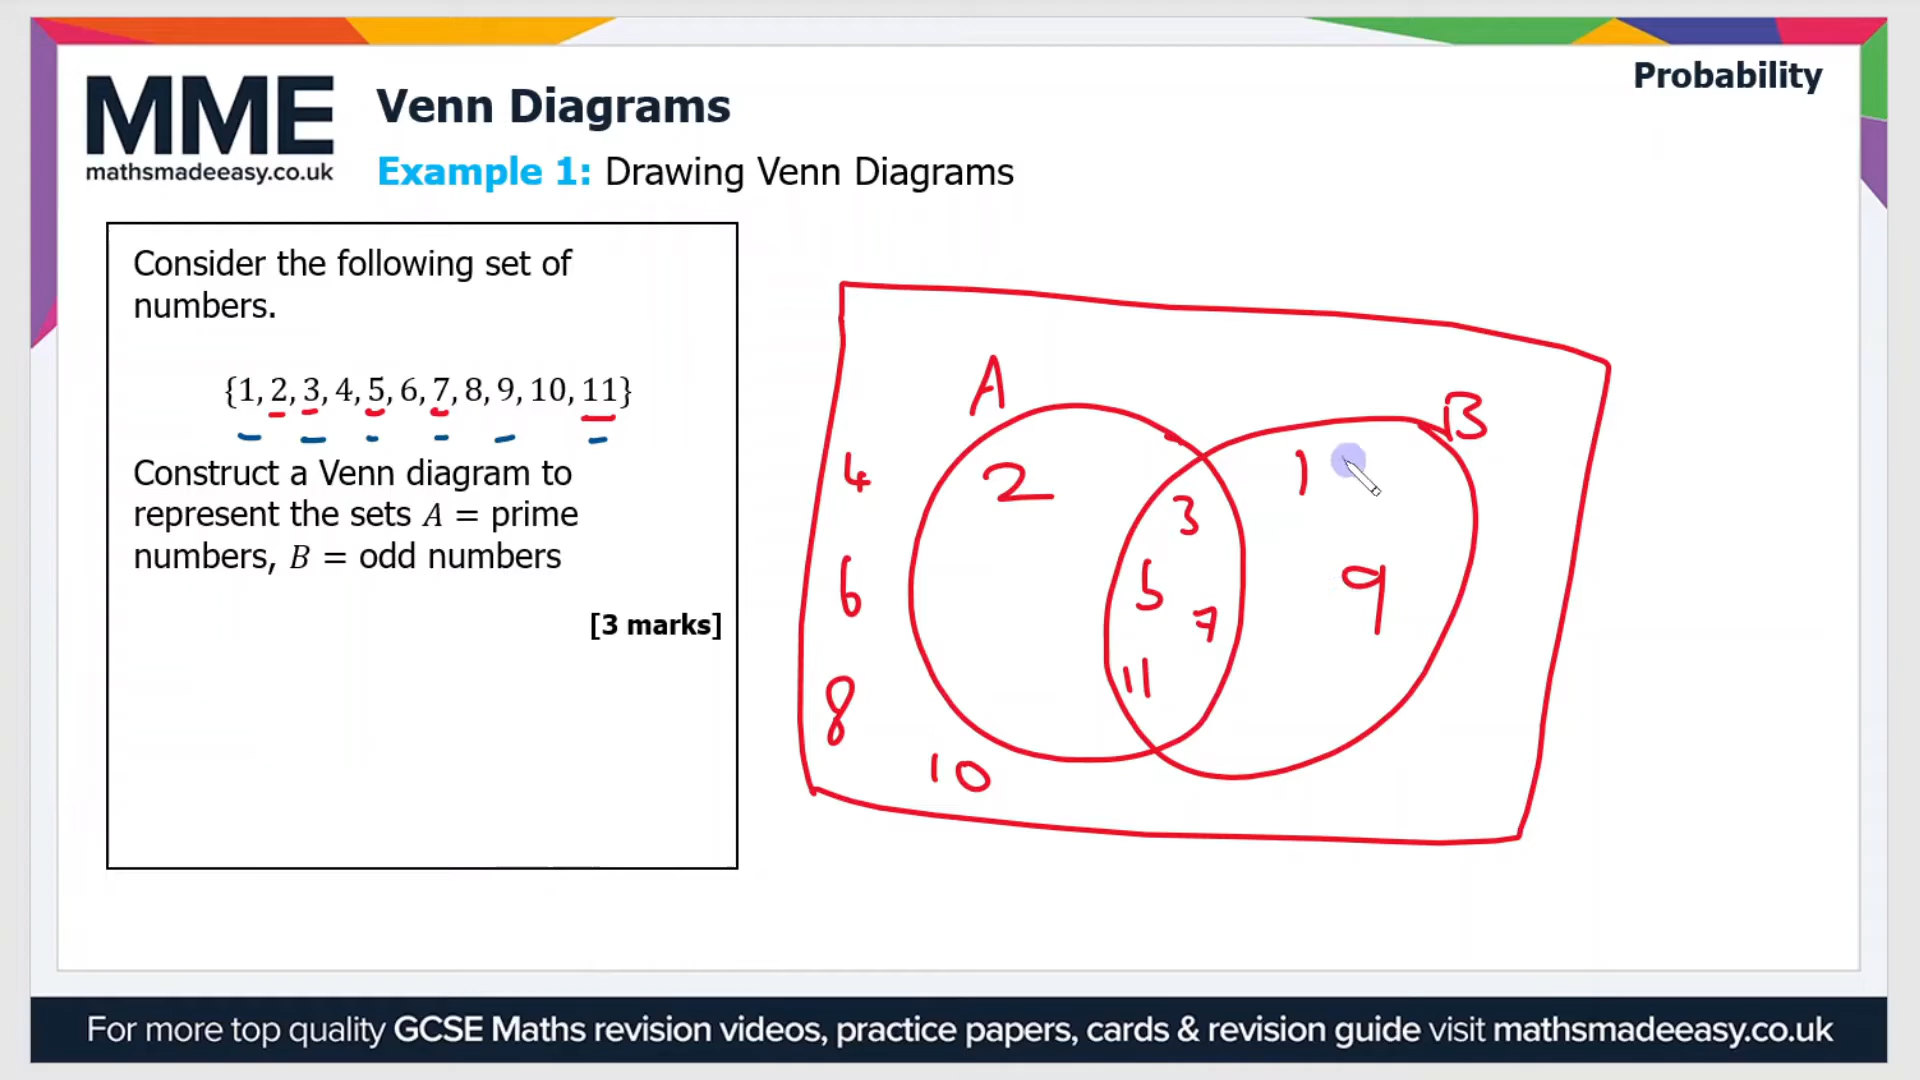 MME
mathsmadeeasy.co.uk
Venn Diagrams
Example 1: Drawing Venn Diagrams
Probability
Consider the following set of
numbers.
{1, 2, 3, 4, 5, 6, 7, 8, 9, 10, 11}
Construct a Venn diagram to
represent the sets A = prime
numbers, B = odd numbers
[3 marks]
A
B
4
2
1
3
6
5
9
7
11
8
10
For more top quality GCSE Maths revision videos, practice papers, cards & revision guide visit mathsmadeeasy.co.uk